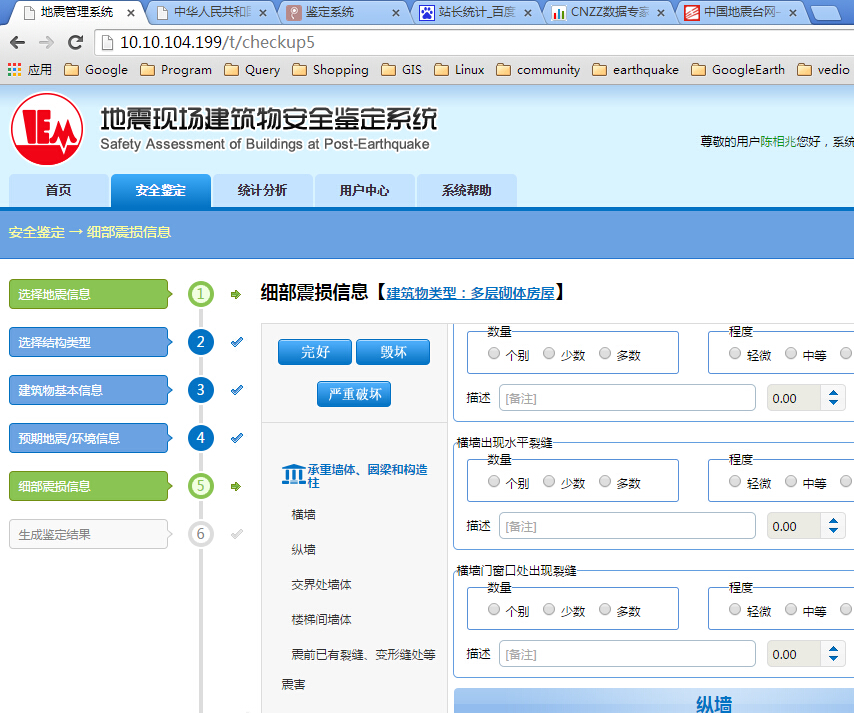 地震管理系统
中华人民共和
鉴定系统
站长统计_百度
CNZZ数据专家
中国地震台网-
10.10.104.199/t/checkup5
应用 Google Program Query Shopping GIS Linux community earthquake GoogleEarth vedio
IEM
地震现场建筑物安全鉴定系统
Safety Assessment of Buildings at Post-Earthquake
尊敬的用户陈相兆您好，系统
首页 安全鉴定 统计分析 用户中心 系统帮助
安全鉴定 → 细部震损信息
选择地震信息 1
选择结构类型 2
建筑物基本信息 3
预期地震/环境信息 4
细部震损信息 5
生成鉴定结果 6
细部震损信息【建筑物类型：多层砌体房屋】
完好 毁坏
严重破坏
承重墙体、圈梁和构造
柱
横墙
纵墙
交界处墙体
楼梯间墙体
震前已有裂缝、变形缝处等
震害
数量 程度
个别 少数 多数 轻微 中等
描述 [备注] 0.00
横墙出现水平裂缝
数量 程度
个别 少数 多数 轻微 中等
描述 [备注] 0.00
横墙门窗口处出现裂缝
数量 程度
个别 少数 多数 轻微 中等
描述 [备注] 0.00
纵墙